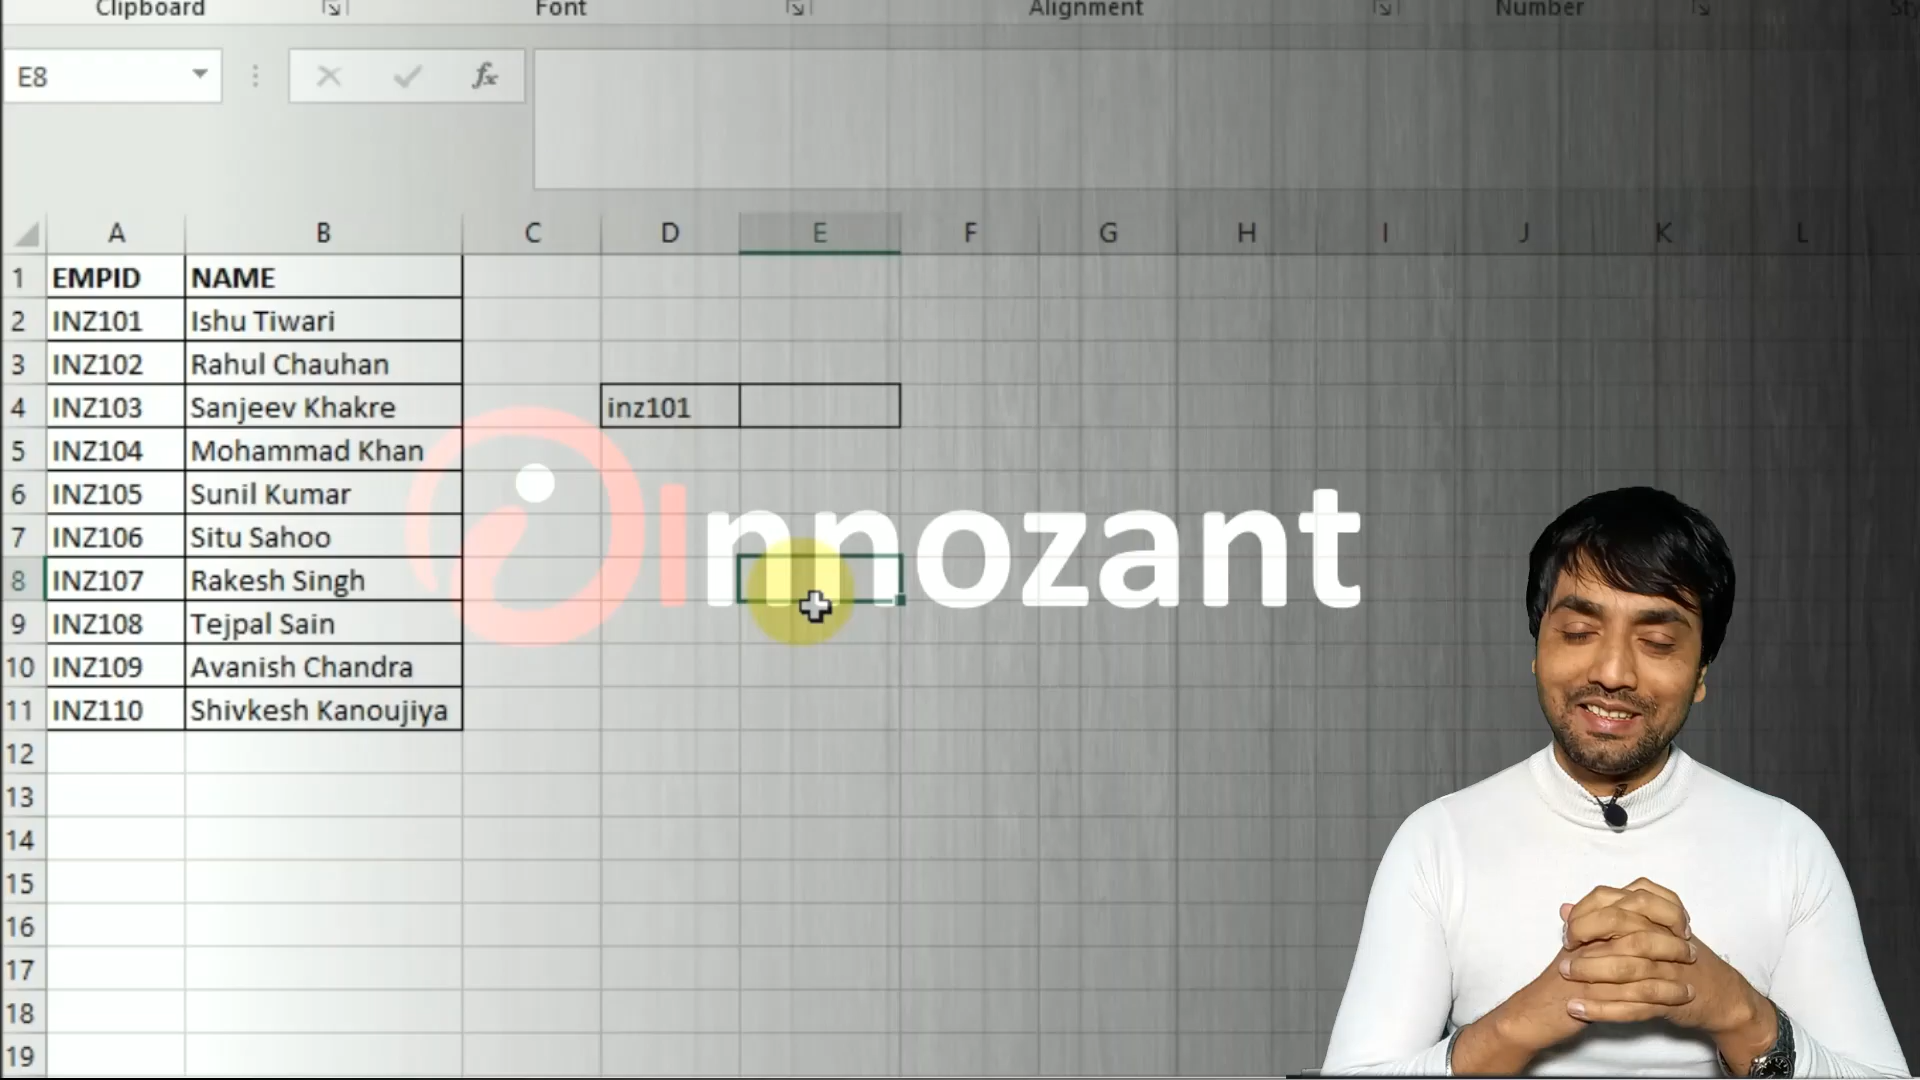 Clipboard Font Alignment Number
E8 fx
A B C D E F G H I J K L
1 EMPID NAME
2 INZ101 Ishu Tiwari
3 INZ102 Rahul Chauhan
4 INZ103 Sanjeev Khakre inz101
5 INZ104 Mohammad Khan
6 INZ105 Sunil Kumar
7 INZ106 Situ Sahoo
Innozant
8 INZ107 Rakesh Singh
9 INZ108 Tejpal Sain
10 INZ109 Avanish Chandra
11 INZ110 Shivkesh Kanoujiya
12
13
14
15
16
17
18
19